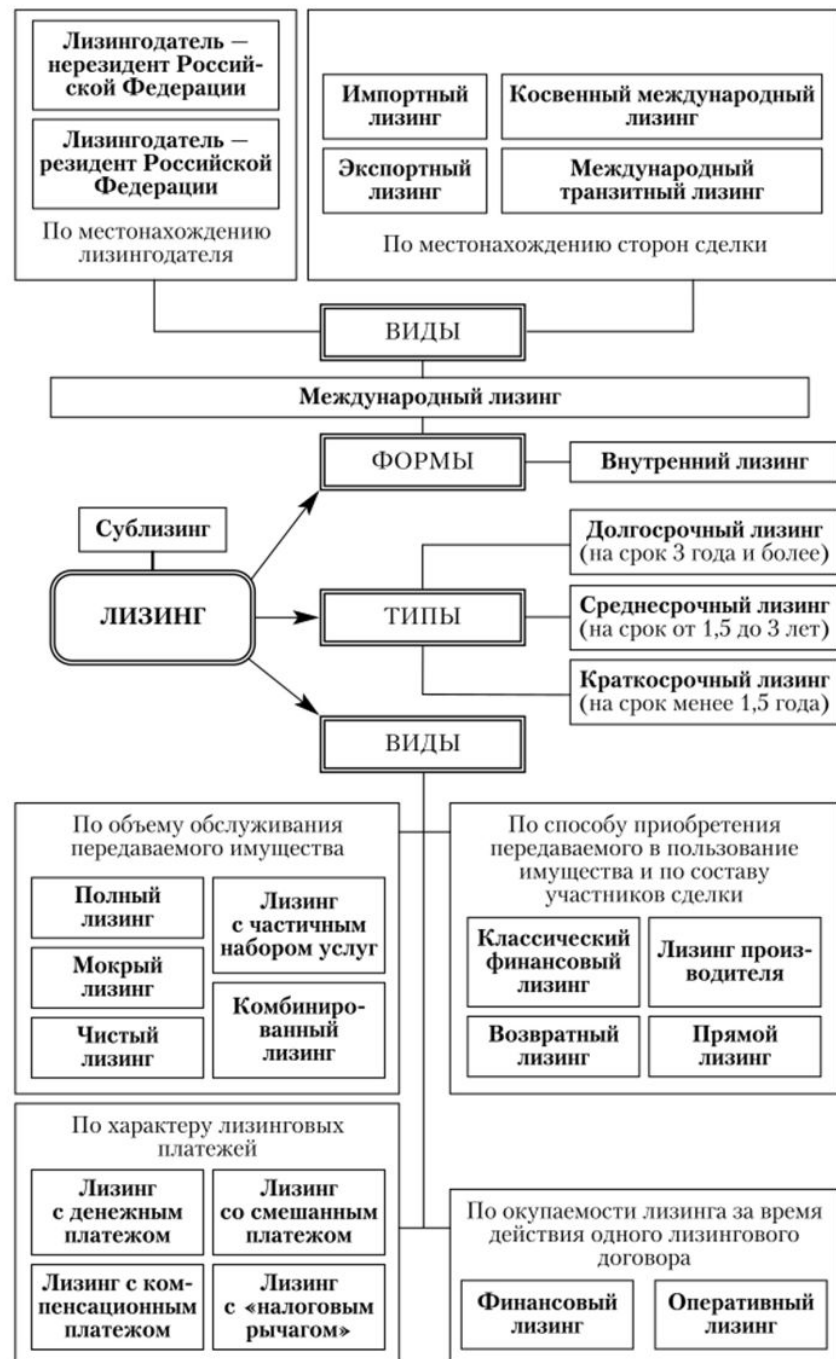 Лизингодатель —
нерезидент Россий-
ской Федерации
Лизингодатель —
резидент Российской
Федерации
По местонахождению
лизингодателя
Импортный
лизинг
Косвенный международный
лизинг
Экспортный
лизинг
Международный
транзитный лизинг
По местонахождению сторон сделки
ВИДЫ
Международный лизинг
ФОРМЫ
Внутренний лизинг
Сублизинг
ЛИЗИНГ
ТИПЫ
Долгосрочный лизинг
(на срок 3 года и более)
Среднесрочный лизинг
(на срок от 1,5 до 3 лет)
Краткосрочный лизинг
(на срок менее 1,5 года)
ВИДЫ
По объему обслуживания
передаваемого имущества
Полный
лизинг
Мокрый
лизинг
Чистый
лизинг
Лизинг
с частичным
набором услуг
Комбиниро-
ванный
лизинг
По способу приобретения
передаваемого в пользование
имущества и по составу
участников сделки
Классический
финансовый
лизинг
Лизинг произ-
водителя
Возвратный
лизинг
Прямой
лизинг
По характеру лизинговых
платежей
Лизинг
с денежным
платежом
Лизинг
со смешанным
платежом
Лизинг с ком-
пенсационным
платежом
Лизинг
с «налоговым
рычагом»
По окупаемости лизинга за время
действия одного лизингового
договора
Финансовый
лизинг
Оперативный
лизинг